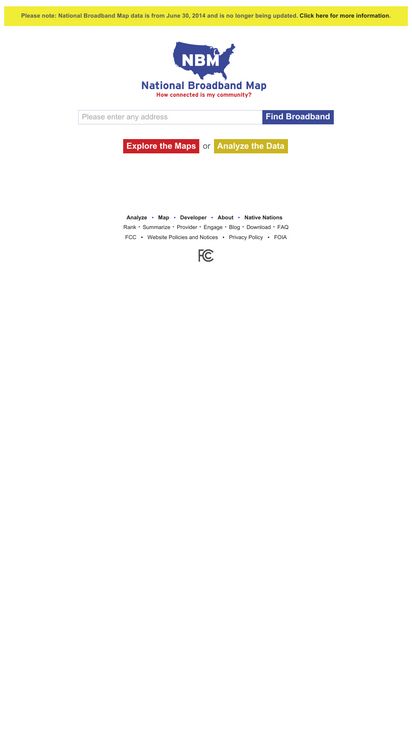 Please note: National Broadband Map data is from June 30, 2014 and is no longer being updated. Click here for more information.
NBM
National Broadband Map
How connected is my community?
Please enter any address Find Broadband
Explore the Maps or Analyze the Data
Analyze • Map • Developer • About • Native Nations
Rank • Summarize • Provider • Engage • Blog • Download • FAQ
FCC • Website Policies and Notices • Privacy Policy • FOIA
FCC